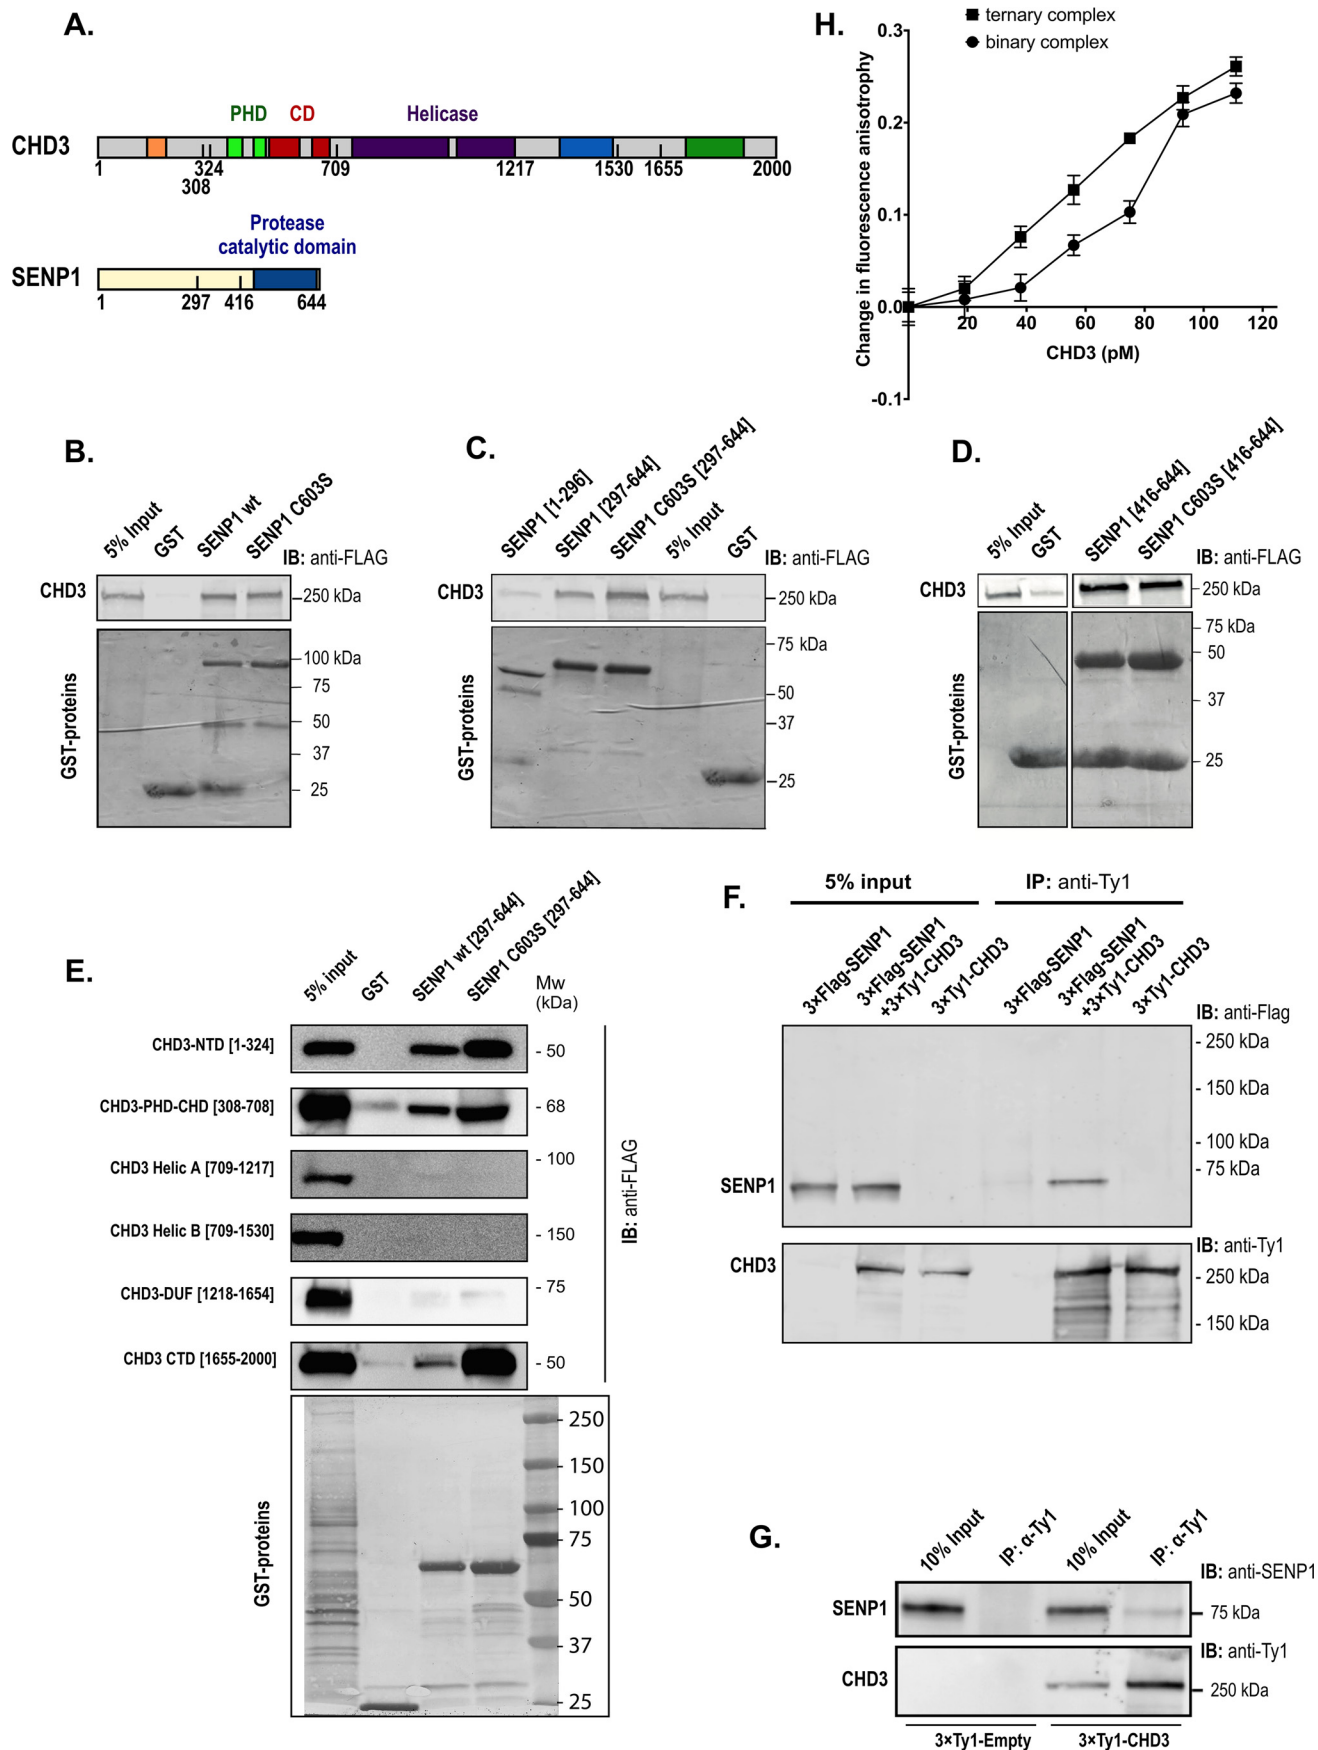 A.
PHD CD Helicase
CHD3
1 324 709 1217 1530 1655 2000
308
Protease
catalytic domain
SENP1
1 297 416 644
H.
ternary complex
binary complex
Change in fluorescence anisotropy
0.3
0.2
0.1
0.0
-0.1
20 40 60 80 100 120
CHD3 (pM)
B.
5% Input
GST
SENP1 wt
SENP1 C603S
IB: anti-FLAG
CHD3
250 kDa
GST-proteins
100 kDa
75
50
37
25
C.
SENP1 [1-296]
SENP1 [297-644]
SENP1 C603S [297-644]
5% Input
GST
IB: anti-FLAG
CHD3
250 kDa
GST-proteins
75 kDa
50
37
25
D.
5% Input
GST
SENP1 [416-644]
SENP1 C603S [416-644]
IB: anti-FLAG
CHD3
250 kDa
GST-proteins
75 kDa
50
37
25
E.
5% input
GST
SENP1 wt [297-644]
SENP1 C603S [297-644]
Mw
(kDa)
CHD3-NTD [1-324]
- 50
CHD3-PHD-CHD [308-708]
- 68
CHD3 Helic A [709-1217]
- 100
CHD3 Helic B [709-1530]
- 150
CHD3-DUF [1218-1654]
- 75
CHD3 CTD [1655-2000]
- 50
IB: anti-FLAG
GST-proteins
250
150
100
75
50
37
25
F.
5% input
IP: anti-Ty1
3×Flag-SENP1
3×Flag-SENP1
+3×Ty1-CHD3
3×Ty1-CHD3
3×Flag-SENP1
3×Flag-SENP1
+3×Ty1-CHD3
3×Ty1-CHD3
IB: anti-Flag
- 250 kDa
- 150 kDa
- 100 kDa
- 75 kDa
SENP1
IB: anti-Ty1
CHD3
- 250 kDa
- 150 kDa
G.
10% Input
IP: α-Ty1
10% Input
IP: α-Ty1
IB: anti-SENP1
SENP1
75 kDa
IB: anti-Ty1
CHD3
250 kDa
3×Ty1-Empty
3×Ty1-CHD3